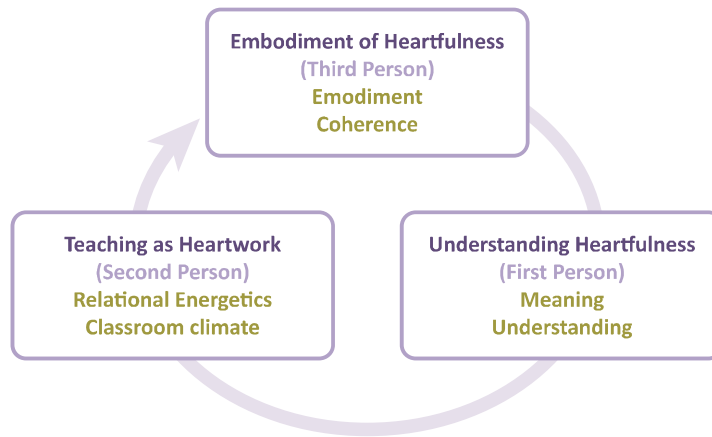 Embodiment of Heartfulness
(Third Person)
Emodiment
Coherence
Teaching as Heartwork
(Second Person)
Relational Energetics
Classroom climate
Understanding Heartfulness
(First Person)
Meaning
Understanding